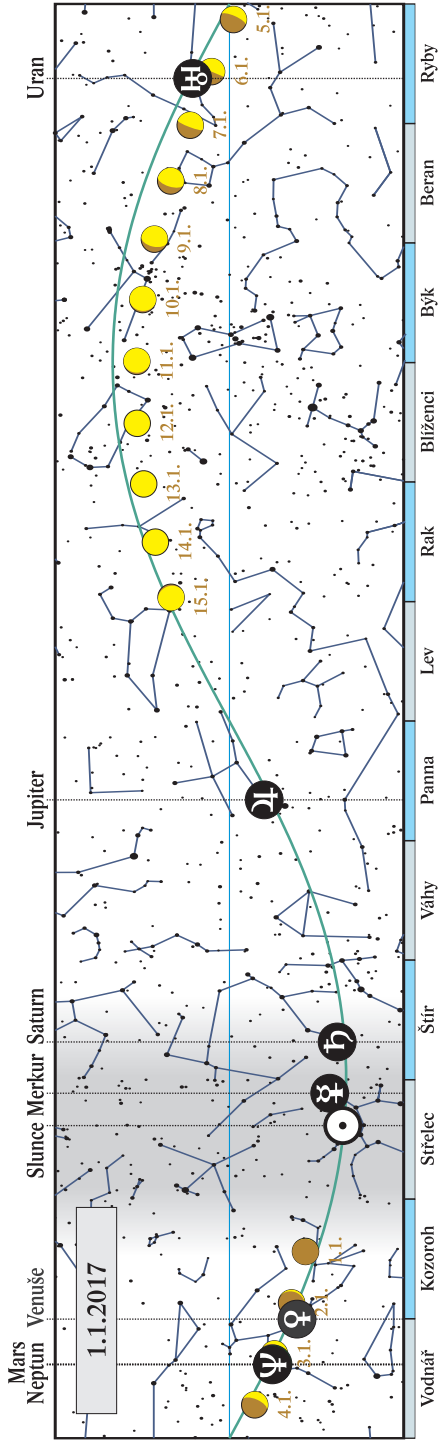 Mars
Neptun Venuše Slunce Merkur Saturn Jupiter Uran
1.1.2017
4.1. 3.1. 2.1. 1.1. 15.1. 14.1. 13.1. 12.1. 11.1. 10.1. 9.1. 8.1. 7.1. 6.1. 5.1.
Vodnář Kozoroh Střelec Štír Váhy Panna Lev Rak Blíženci Býk Beran Ryby